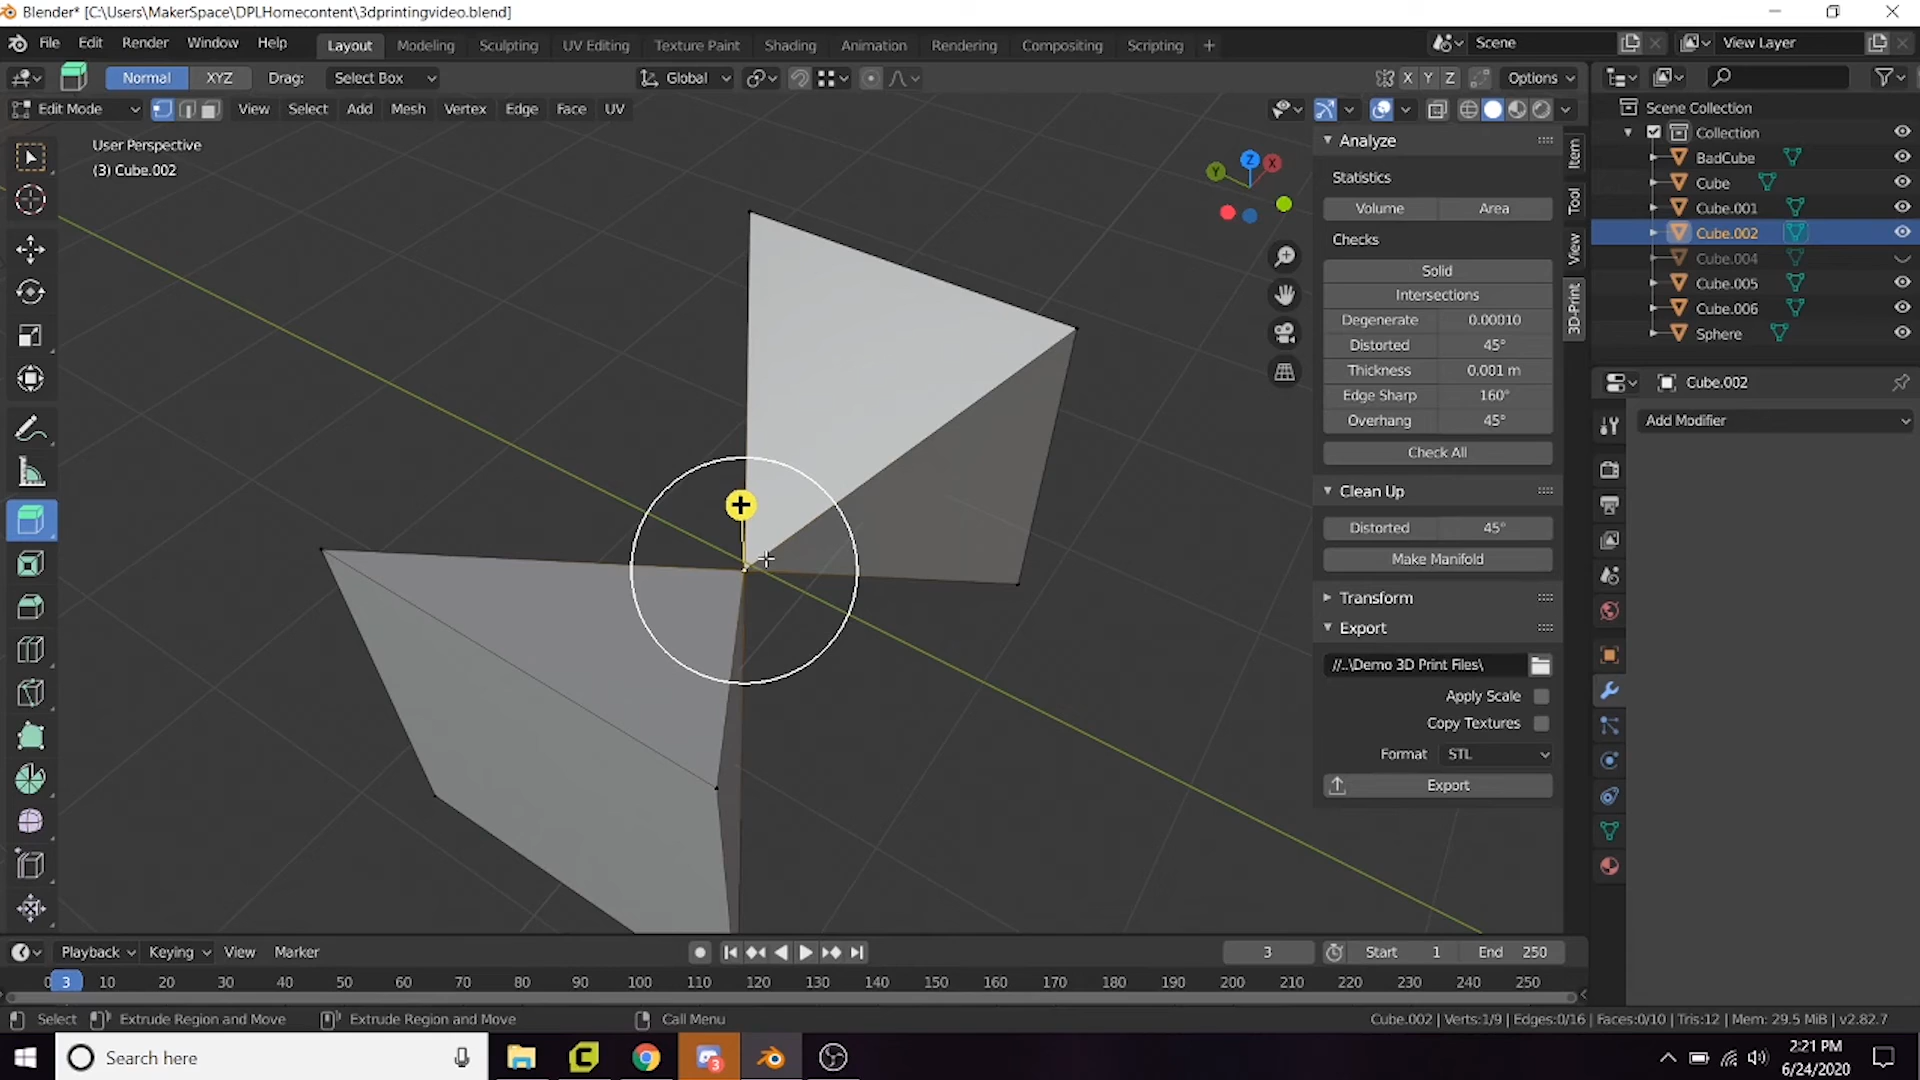 Blender* [C:\Users\MakerSpace\DPLHomecontent\3dprintingvideo.blend]
File Edit Render Window Help Layout Modeling Sculpting UV Editing Texture Paint Shading Animation Rendering Compositing Scripting + Scene View Layer
Normal XYZ Drag: Select Box Global X Y Z Options
Edit Mode View Select Add Mesh Vertex Edge Face UV
User Perspective
(3) Cube.002
Z X Y
Analyze
Statistics
Volume Area
Checks
Solid
Intersections
Degenerate 0.00010
Distorted 45°
Thickness 0.001 m
Edge Sharp 160°
Overhang 45°
Check All
Clean Up
Distorted 45°
Make Manifold
Transform
Export
//..\Demo 3D Print Files\
Apply Scale
Copy Textures
Format STL
Export
Item
Tool
View
3D-Print
Scene Collection
Collection
BadCube
Cube
Cube.001
Cube.002
Cube.004
Cube.005
Cube.006
Sphere
Cube.002
Add Modifier
Playback Keying View Marker 3 Start 1 End 250
0 3 10 20 30 40 50 60 70 80 90 100 110 120 130 140 150 160 170 180 190 200 210 220 230 240 250
Select Extrude Region and Move Extrude Region and Move Call Menu Cube.002 | Verts:1/9 | Edges:0/16 | Faces:0/10 | Tris:12 | Mem: 29.5 MiB | v2.82.7
Search here 3 2:21 PM
6/24/2020